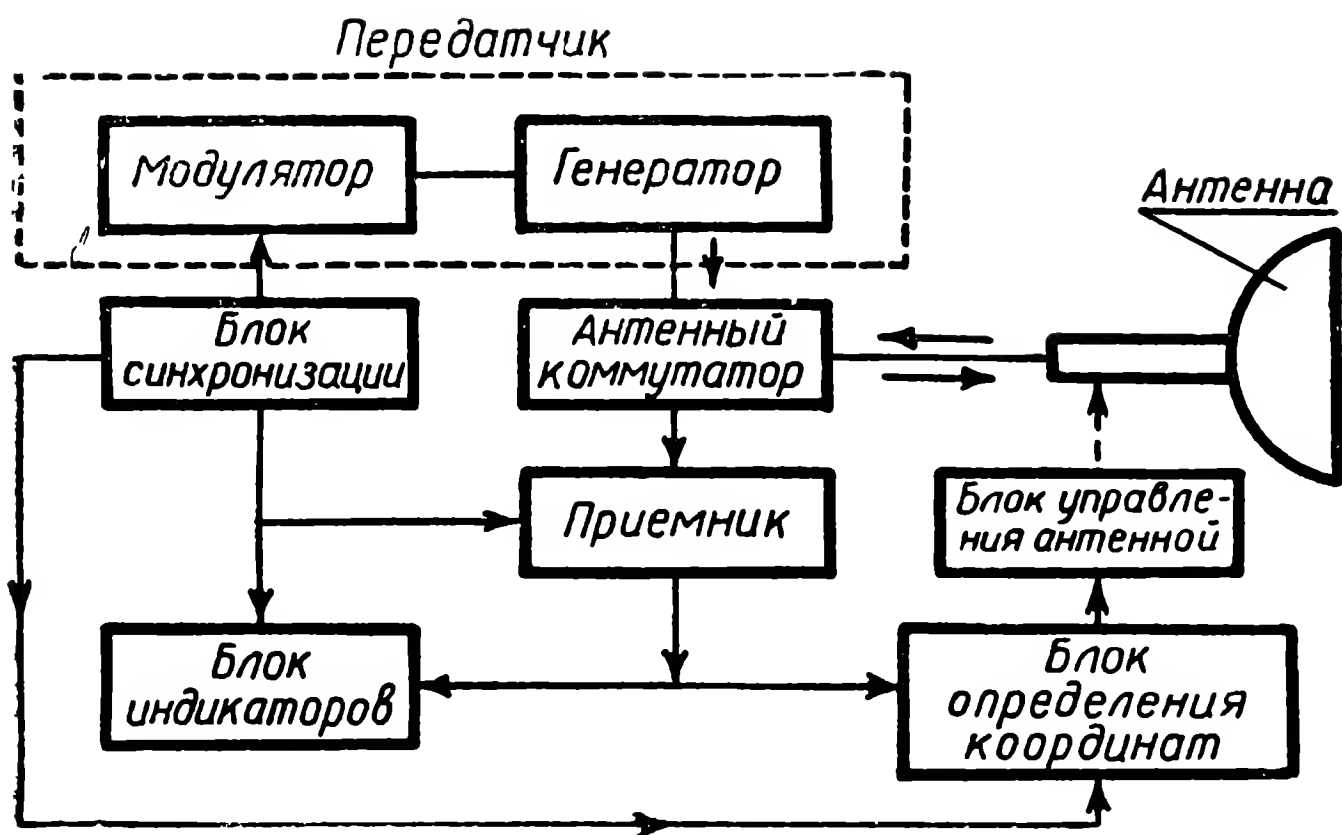 Передатчик
Модулятор
Генератор
Антенна
Блок
синхронизации
Антенный
коммутатор
Приемник
Блок управле-
ния антенной
Блок
индикаторов
Блок
определения
координат